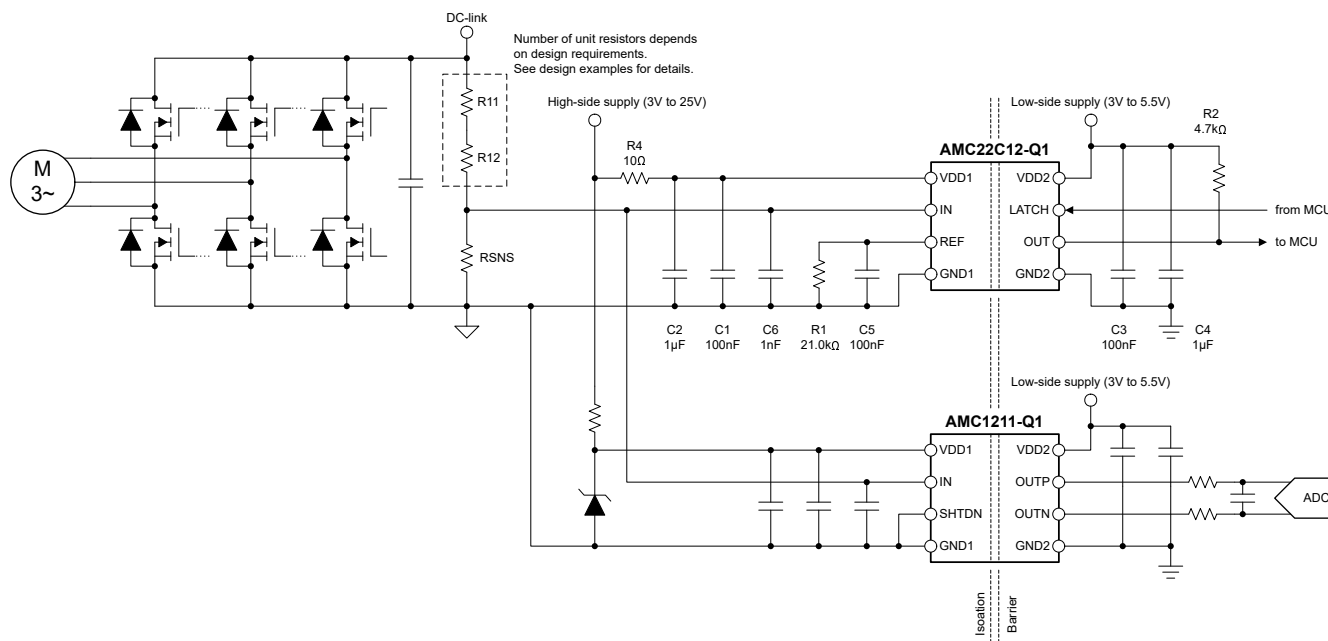 DC-link
Number of unit resistors depends
on design requirements.
See design examples for details.
R11
R12
RSNS
M
3~
High-side supply (3V to 25V)
R4
10Ω
Low-side supply (3V to 5.5V)
R2
4.7kΩ
AMC22C12-Q1
VDD1
VDD2
IN
LATCH
from MCU
REF
OUT
to MCU
GND1
GND2
C2
1μF
C1
100nF
C6
1nF
R1
21.0kΩ
C5
100nF
C3
100nF
C4
1μF
Low-side supply (3V to 5.5V)
AMC1211-Q1
VDD1
VDD2
IN
OUTP
SHTDN
OUTN
ADC
GND1
GND2
Isoation
Barrier